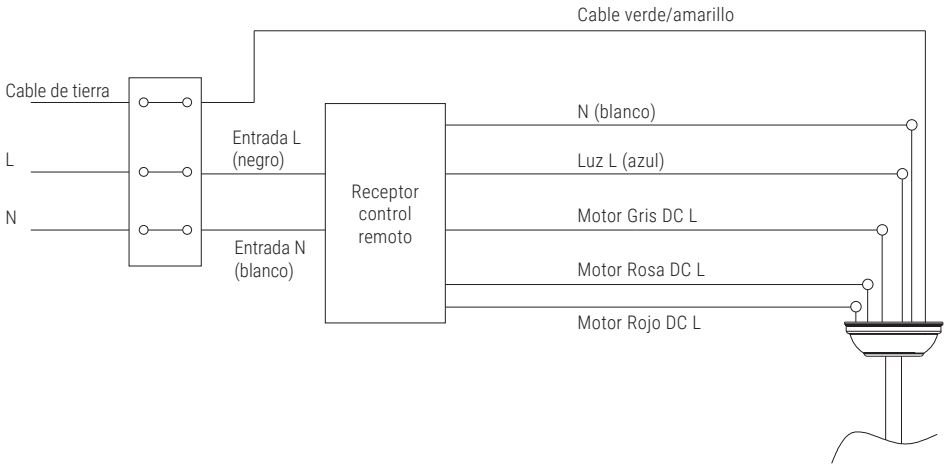 Cable verde/amarillo
Cable de tierra
L
N
Entrada L
(negro)
Entrada N
(blanco)
Receptor
control
remoto
N (blanco)
Luz L (azul)
Motor Gris DC L
Motor Rosa DC L
Motor Rojo DC L